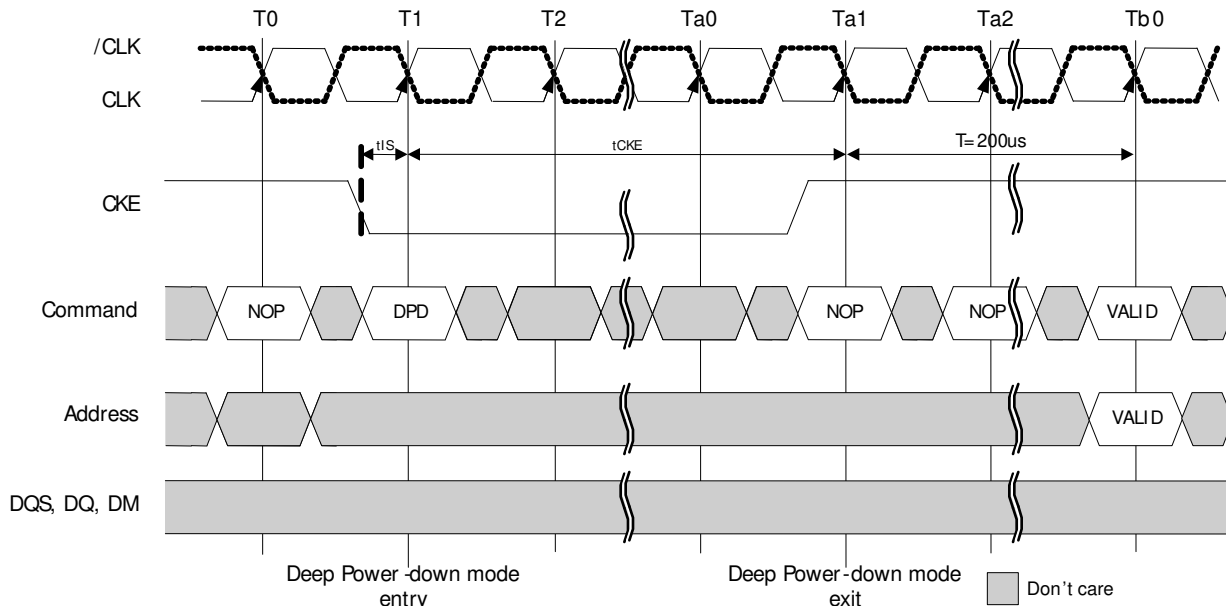 T0 T1 T2 Ta0 Ta1 Ta2 Tb0
/CLK
CLK
tIS tCKE T=200us
CKE
Command NOP DPD NOP NOP VALID
Address VALID
DQS, DQ, DM
Deep Power-down mode
entry
Deep Power-down mode
exit
Don't care